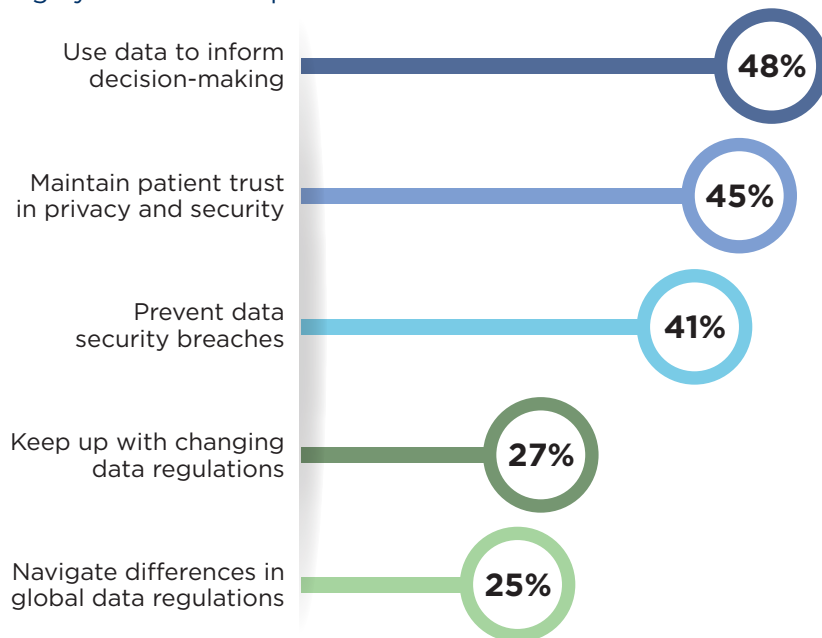 Use data to inform
decision-making
48%
Maintain patient trust
in privacy and security
45%
Prevent data
security breaches
41%
Keep up with changing
data regulations
27%
Navigate differences in
global data regulations
25%